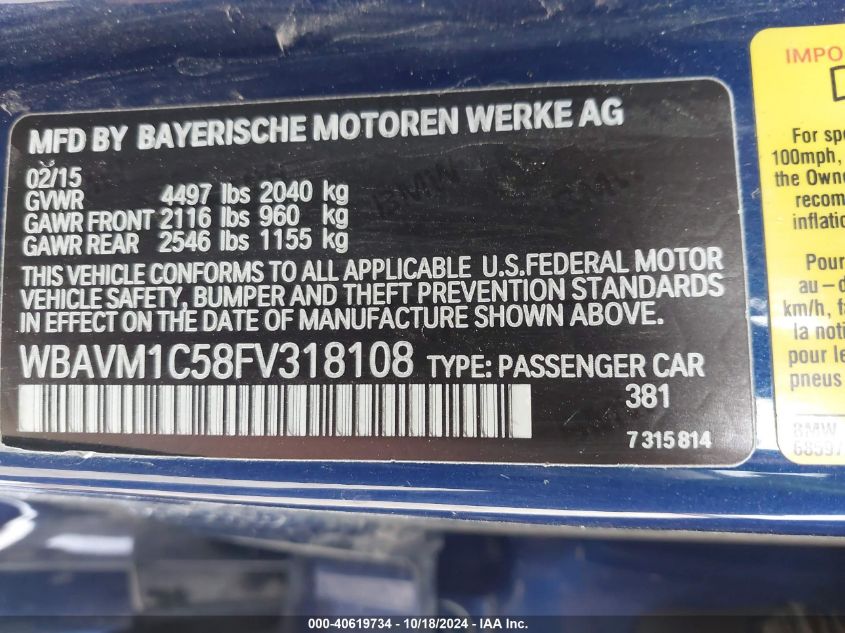 MFD BY BAYERISCHE MOTOREN WERKE AG
02/15
GVWR 4497 lbs 2040 kg
GAWR FRONT 2116 lbs 960 kg
GAWR REAR 2546 lbs 1155 kg
THIS VEHICLE CONFORMS TO ALL APPLICABLE U.S.FEDERAL MOTOR
VEHICLE SAFETY, BUMPER AND THEFT PREVENTION STANDARDS
IN EFFECT ON THE DATE OF MANUFACTURE SHOWN ABOVE.
WBAVM1C58FV318108 TYPE: PASSENGER CAR
381
7 315 814
IMPO
For spe
100mph,
the Owne
recom
inflatio
Pour
au-d
km/h, fa
la noti
pour le
pneus
BMW
68597
000-40619734 - 10/18/2024 - IAA Inc.